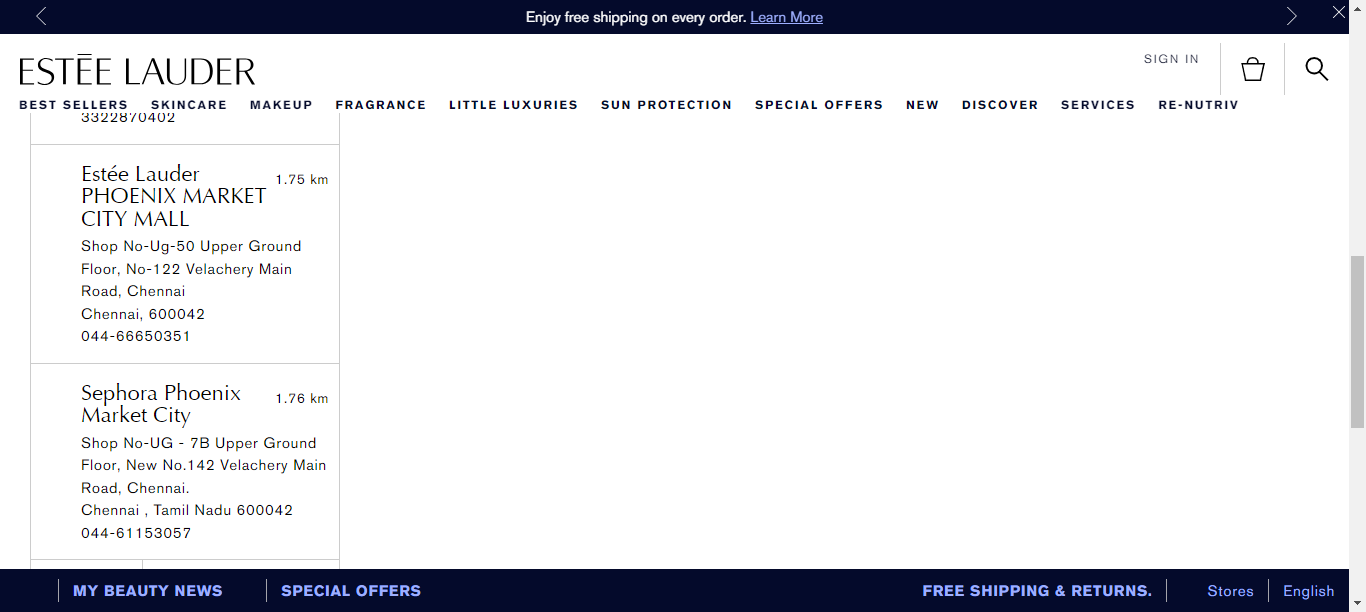 Enjoy free shipping on every order. Learn More
ESTĒE LAUDER
SIGN IN
BEST SELLERS SKINCARE MAKEUP FRAGRANCE LITTLE LUXURIES SUN PROTECTION SPECIAL OFFERS NEW DISCOVER SERVICES RE-NUTRIV
3322870402
Estée Lauder
PHOENIX MARKET
CITY MALL
1.75 km
Shop No-Ug-50 Upper Ground
Floor, No-122 Velachery Main
Road, Chennai
Chennai, 600042
044-66650351
Sephora Phoenix
Market City
1.76 km
Shop No-UG - 7B Upper Ground
Floor, New No.142 Velachery Main
Road, Chennai.
Chennai , Tamil Nadu 600042
044-61153057
MY BEAUTY NEWS SPECIAL OFFERS FREE SHIPPING & RETURNS. Stores English